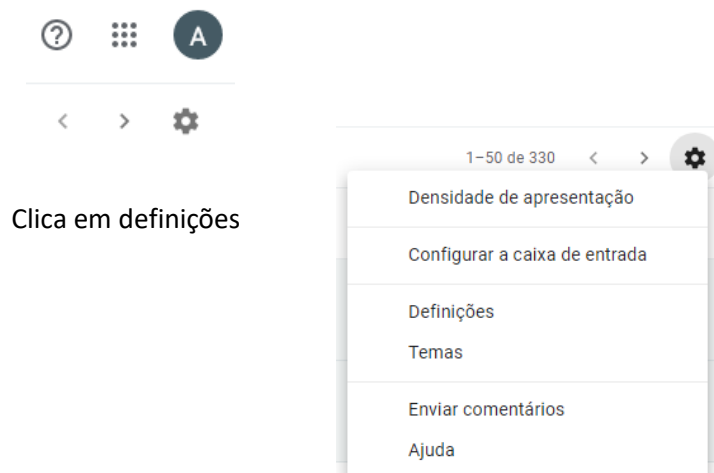 A
1–50 de 330
Clica em definições
Densidade de apresentação
Configurar a caixa de entrada
Definições
Temas
Enviar comentários
Ajuda